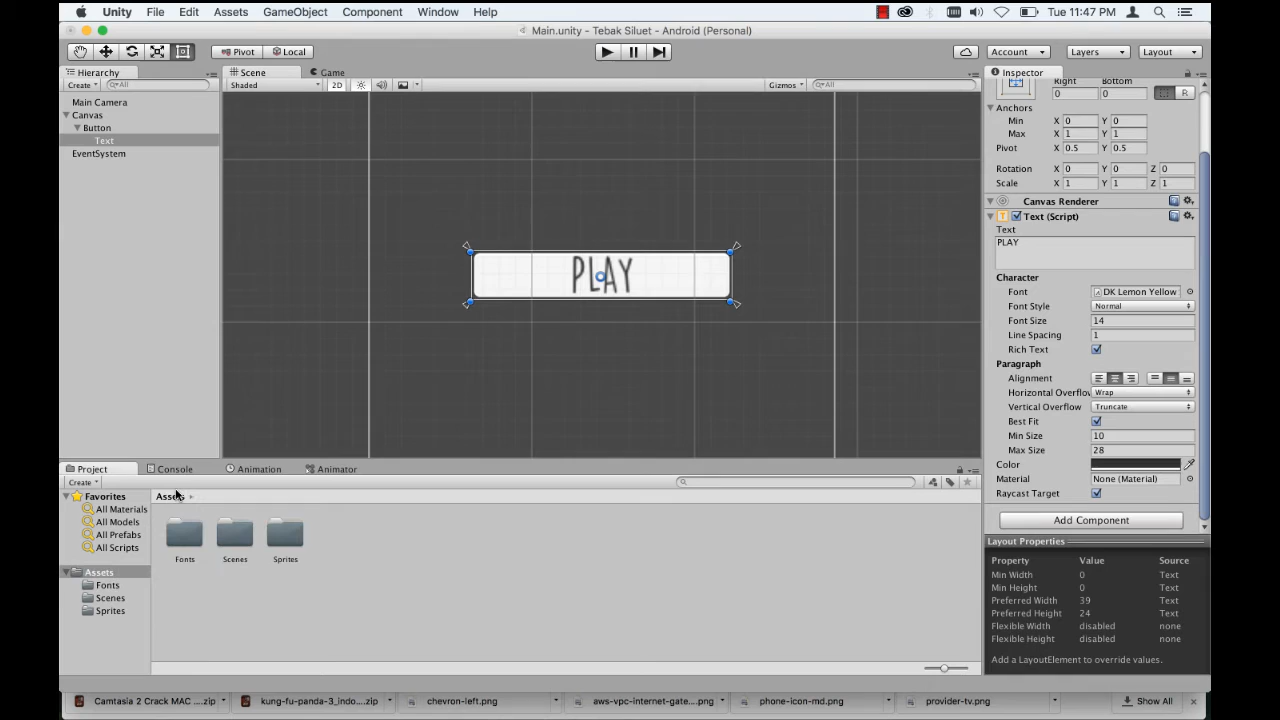 Unity File Edit Assets GameObject Component Window Help Tue 11:47 PM
Main.unity - Tebak Siluet - Android (Personal)
Pivot Local Account Layers Layout
Hierarchy
Create All
Main Camera
Canvas
Button
Text
EventSystem
Scene Game
Shaded 2D Gizmos All
PLAY
Inspector
Right Bottom
0 0 R
Anchors
Min X 0 Y 0
Max X 1 Y 1
Pivot X 0.5 Y 0.5
Rotation X 0 Y 0 Z 0
Scale X 1 Y 1 Z 1
Canvas Renderer
T Text (Script)
Text
PLAY
Character
Font DK Lemon Yellow
Font Style Normal
Font Size 14
Line Spacing 1
Rich Text
Paragraph
Alignment
Horizontal Overflow Wrap
Vertical Overflow Truncate
Best Fit
Min Size 10
Max Size 28
Color
Material None (Material)
Raycast Target
Add Component
Layout Properties
Property Value Source
Min Width 0 Text
Min Height 0 Text
Preferred Width 39 Text
Preferred Height 24 Text
Flexible Width disabled none
Flexible Height disabled none
Add a LayoutElement to override values.
Project Console Animation Animator
Create
Favorites
All Materials
All Models
All Prefabs
All Scripts
Assets
Fonts
Scenes
Sprites
Assets
Fonts Scenes Sprites
Camtasia 2 Crack MAC ....zip kung-fu-panda-3_indo...zip chevron-left.png aws-vpc-internet-gate....png phone-icon-md.png provider-tv.png Show All